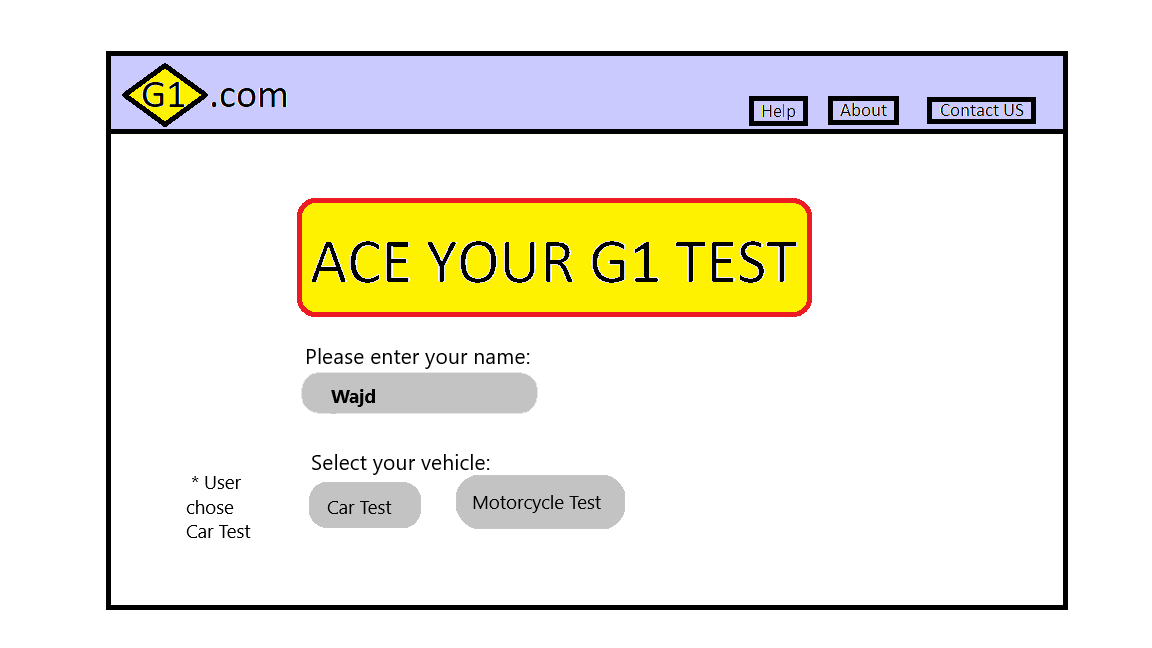 G1.com
Help
About
Contact US
ACE YOUR G1 TEST
Please enter your name:
Wajd
Select your vehicle:
* User
chose
Car Test
Car Test
Motorcycle Test